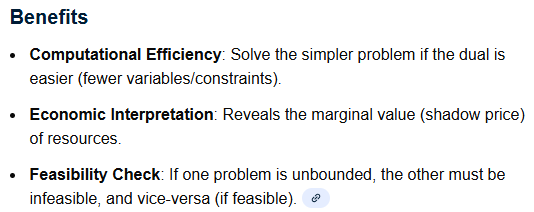 Benefits
Computational Efficiency: Solve the simpler problem if the dual is
easier (fewer variables/constraints).
Economic Interpretation: Reveals the marginal value (shadow price)
of resources.
Feasibility Check: If one problem is unbounded, the other must be
infeasible, and vice-versa (if feasible).